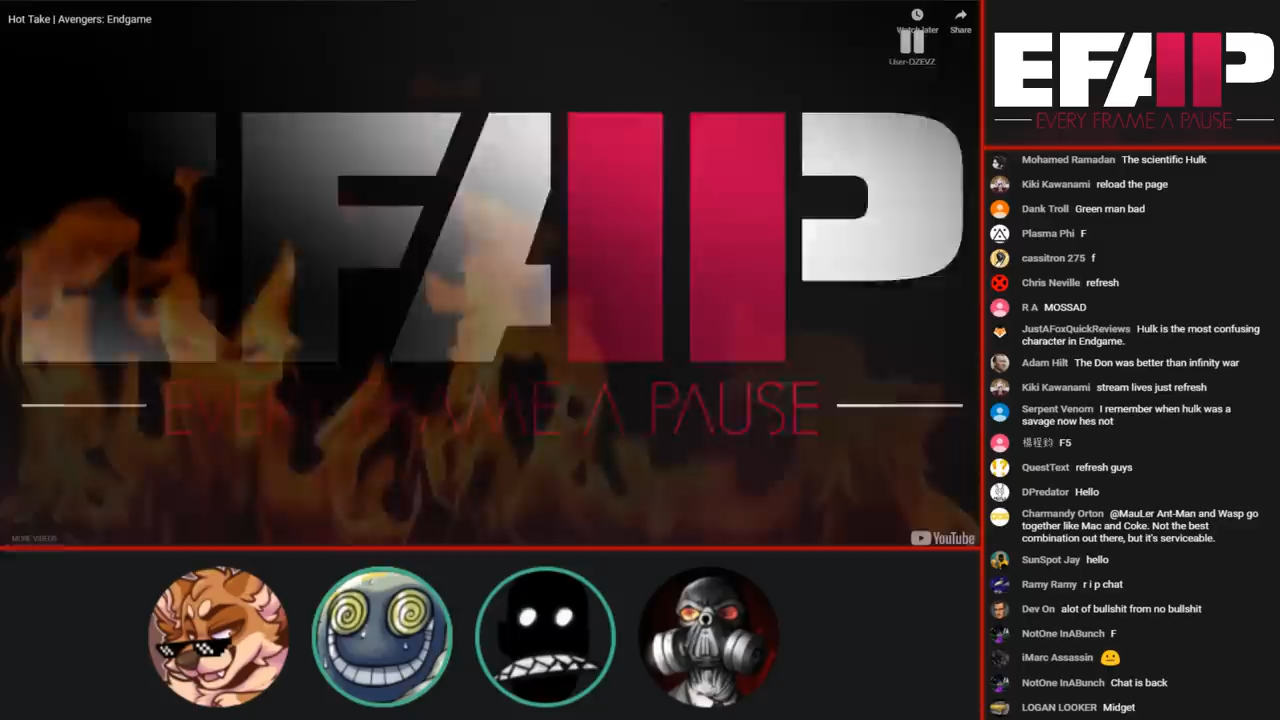 Hot Take | Avengers: Endgame
Watch later
Share
User-DZEVZ
EFAP
EVERY FRAME A PAUSE
MORE VIDEOS
YouTube
EFAP
EVERY FRAME A PAUSE
Mohamed Ramadan The scientific Hulk
Kiki Kawanami reload the page
Dank Troll Green man bad
Plasma Phi F
cassitron 275 f
Chris Neville refresh
R A MOSSAD
JustAFoxQuickReviews Hulk is the most confusing
character in Endgame.
Adam Hilt The Don was better than infinity war
Kiki Kawanami stream lives just refresh
Serpent Venom I remember when hulk was a
savage now hes not
楊程鈞 F5
QuestText refresh guys
DPredator Hello
Charmandy Orton @MauLer Ant-Man and Wasp go
together like Mac and Coke. Not the best
combination out there, but it's serviceable.
SunSpot Jay hello
Ramy Ramy r i p chat
Dev On alot of bullshit from no bullshit
NotOne InABunch F
iMarc Assassin
NotOne InABunch Chat is back
LOGAN LOOKER Midget